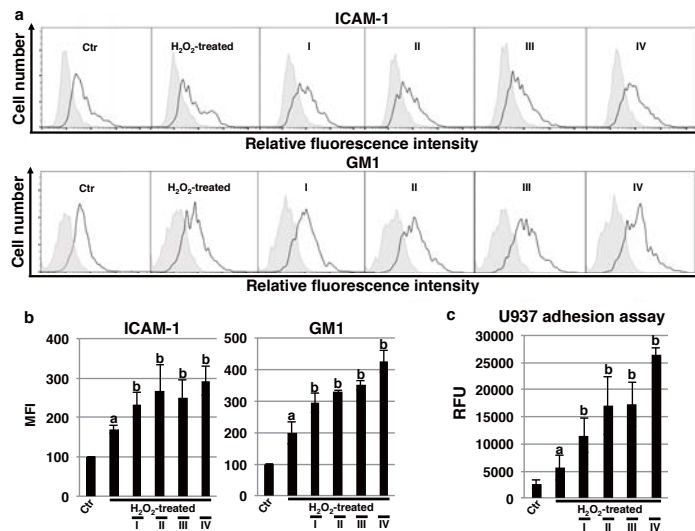 a
ICAM-1
Cell number
Ctr
H₂O₂-treated
I
II
III
IV
Relative fluorescence intensity
GM1
Cell number
Ctr
H₂O₂-treated
I
II
III
IV
Relative fluorescence intensity
b
ICAM-1
MFI
400
300
200
100
0
a
b
b
b
b
Ctr
H₂O₂-treated
I
II
III
IV
GM1
500
400
300
200
100
0
a
b
b
b
b
Ctr
H₂O₂-treated
I
II
III
IV
c
U937 adhesion assay
RFU
30000
25000
20000
15000
10000
5000
0
a
b
b
b
b
Ctr
H₂O₂-treated
I
II
III
IV